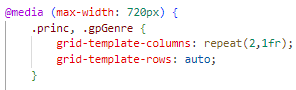 @media (max-width: 720px) {
.princ, .gpGenre {
grid-template-columns: repeat(2,1fr);
grid-template-rows: auto;
}